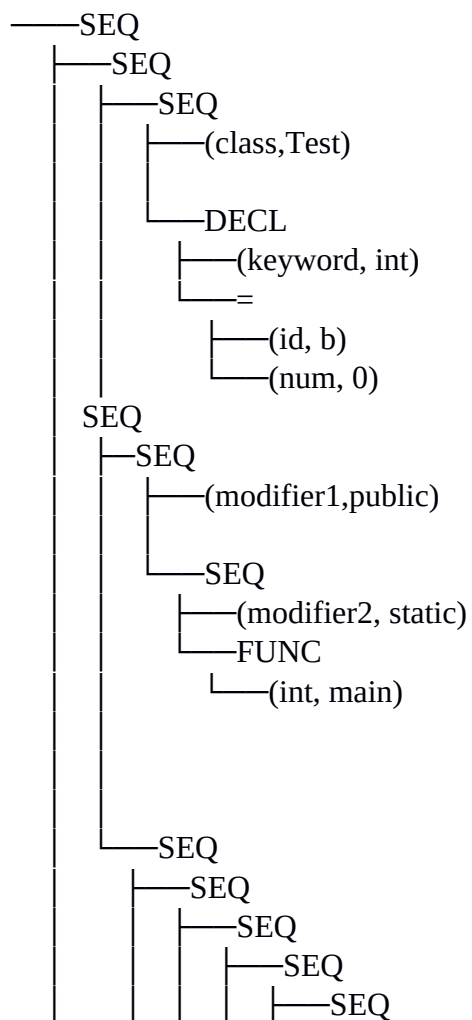 SEQ
SEQ
SEQ
(class,Test)
DECL
(keyword, int)
=
(id, b)
(num, 0)
SEQ
SEQ
(modifier1,public)
SEQ
(modifier2, static)
FUNC
(int, main)
SEQ
SEQ
SEQ
SEQ
SEQ